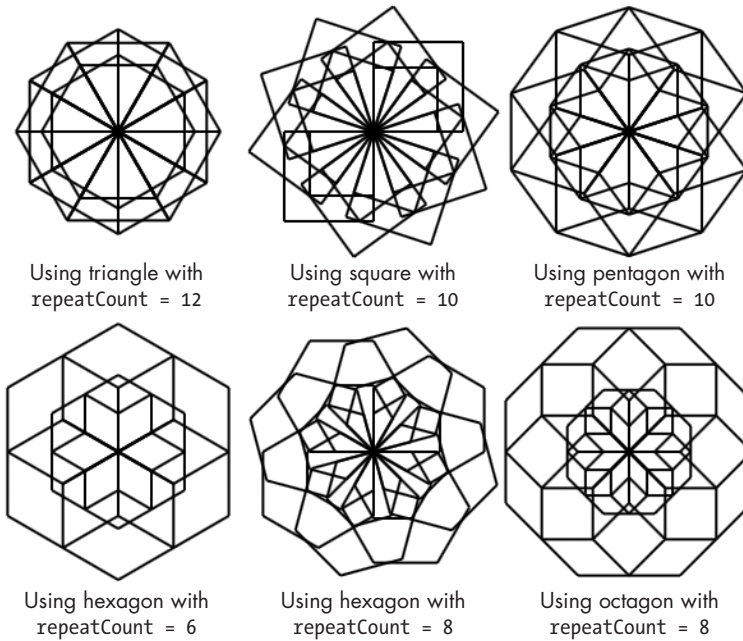 Using triangle with
repeatCount = 12
Using square with
repeatCount = 10
Using pentagon with
repeatCount = 10
Using hexagon with
repeatCount = 6
Using hexagon with
repeatCount = 8
Using octagon with
repeatCount = 8